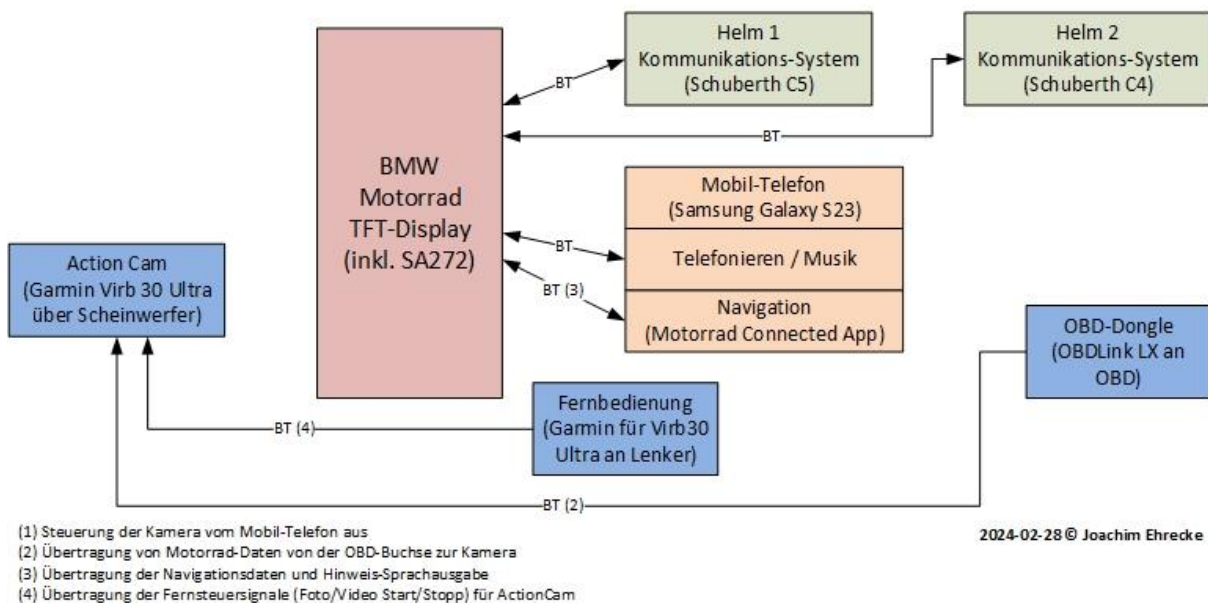 Helm 1
Kommunikations-System
(Schuberth C5)
Helm 2
Kommunikations-System
(Schuberth C4)
BT
BT
BMW
Motorrad
TFT-Display
(inkl. SA272)
Mobil-Telefon
(Samsung Galaxy S23)
Telefonieren / Musik
Navigation
(Motorrad Connected App)
BT
BT (3)
Action Cam
(Garmin Virb 30 Ultra
über Scheinwerfer)
OBD-Dongle
(OBDLink LX an
OBD)
Fernbedienung
(Garmin für Virb30
Ultra an Lenker)
BT (4)
BT (2)
(1) Steuerung der Kamera vom Mobil-Telefon aus
(2) Übertragung von Motorrad-Daten von der OBD-Buchse zur Kamera
(3) Übertragung der Navigationsdaten und Hinweis-Sprachausgabe
(4) Übertragung der Fernsteuersignale (Foto/Video Start/Stopp) für ActionCam
2024-02-28 © Joachim Ehrecke